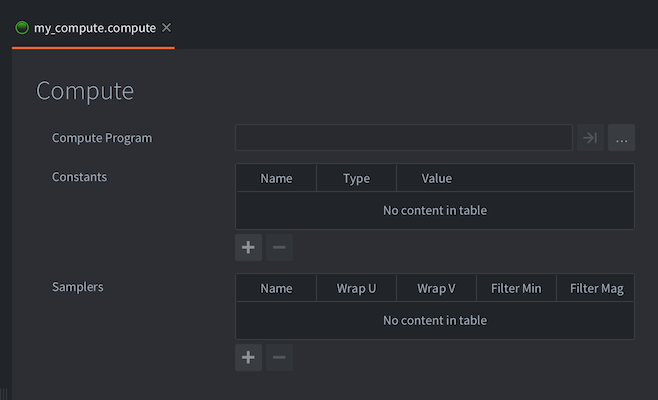 my_compute.compute
Compute
Compute Program
...
Constants
Name Type Value
No content in table
Samplers
Name Wrap U Wrap V Filter Min Filter Mag
No content in table